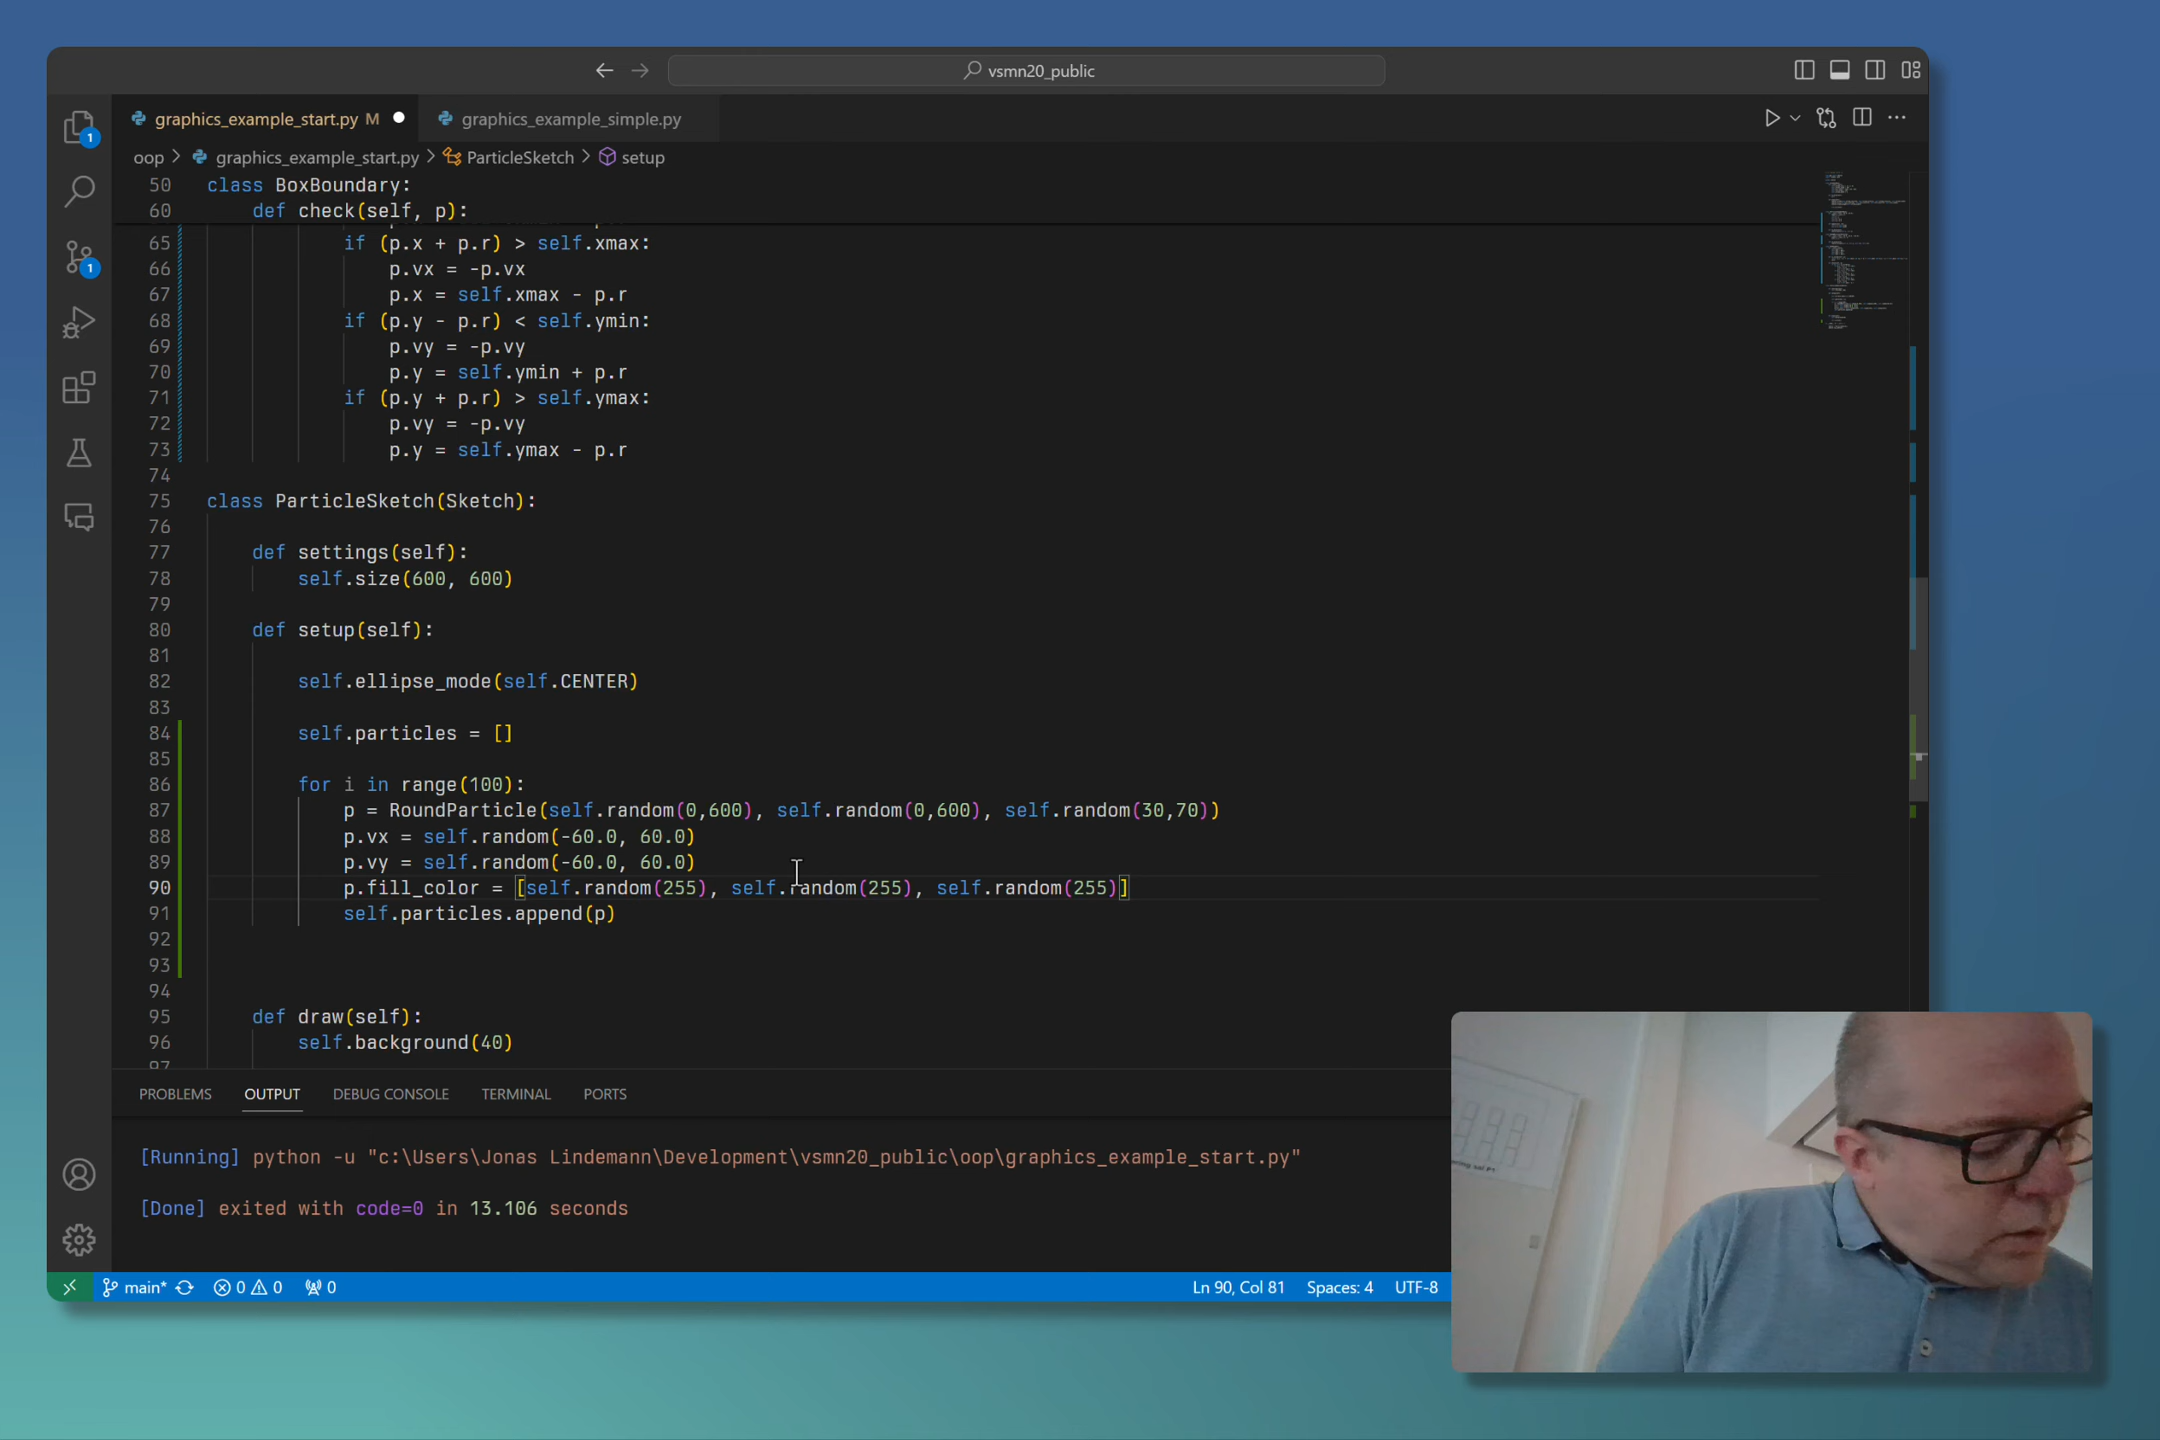 vsmn20_public
graphics_example_start.py M
graphics_example_simple.py
oop > graphics_example_start.py > ParticleSketch > setup
50 class BoxBoundary:
60 def check(self, p):
65 if (p.x + p.r) > self.xmax:
66 p.vx = -p.vx
67 p.x = self.xmax - p.r
68 if (p.y - p.r) < self.ymin:
69 p.vy = -p.vy
70 p.y = self.ymin + p.r
71 if (p.y + p.r) > self.ymax:
72 p.vy = -p.vy
73 p.y = self.ymax - p.r
74
75 class ParticleSketch(Sketch):
76
77 def settings(self):
78 self.size(600, 600)
79
80 def setup(self):
81
82 self.ellipse_mode(self.CENTER)
83
84 self.particles = []
85
86 for i in range(100):
87 p = RoundParticle(self.random(0,600), self.random(0,600), self.random(30,70))
88 p.vx = self.random(-60.0, 60.0)
89 p.vy = self.random(-60.0, 60.0)
90 p.fill_color = [self.random(255), self.random(255), self.random(255)]
91 self.particles.append(p)
92
93
94
95 def draw(self):
96 self.background(40)
97
PROBLEMS OUTPUT DEBUG CONSOLE TERMINAL PORTS
[Running] python -u "c:\Users\Jonas Lindemann\Development\vsmn20_public\oop\graphics_example_start.py"
[Done] exited with code=0 in 13.106 seconds
main* 0 0 0 Ln 90, Col 81 Spaces: 4 UTF-8
1
1